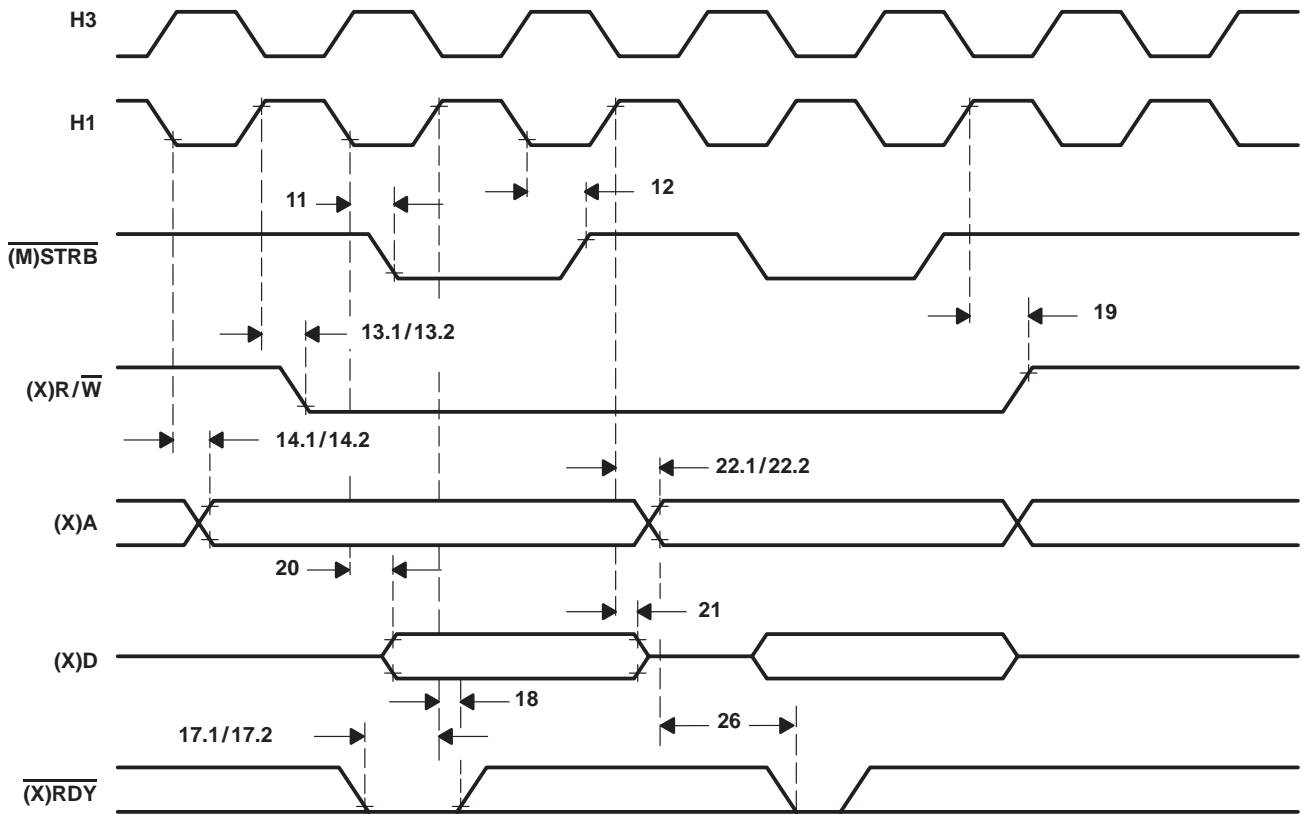 H3
H1
11
12
(M)STRB
13.1/13.2
19
(X)R/W
14.1/14.2
22.1/22.2
(X)A
20
21
(X)D
18
26
17.1/17.2
(X)RDY